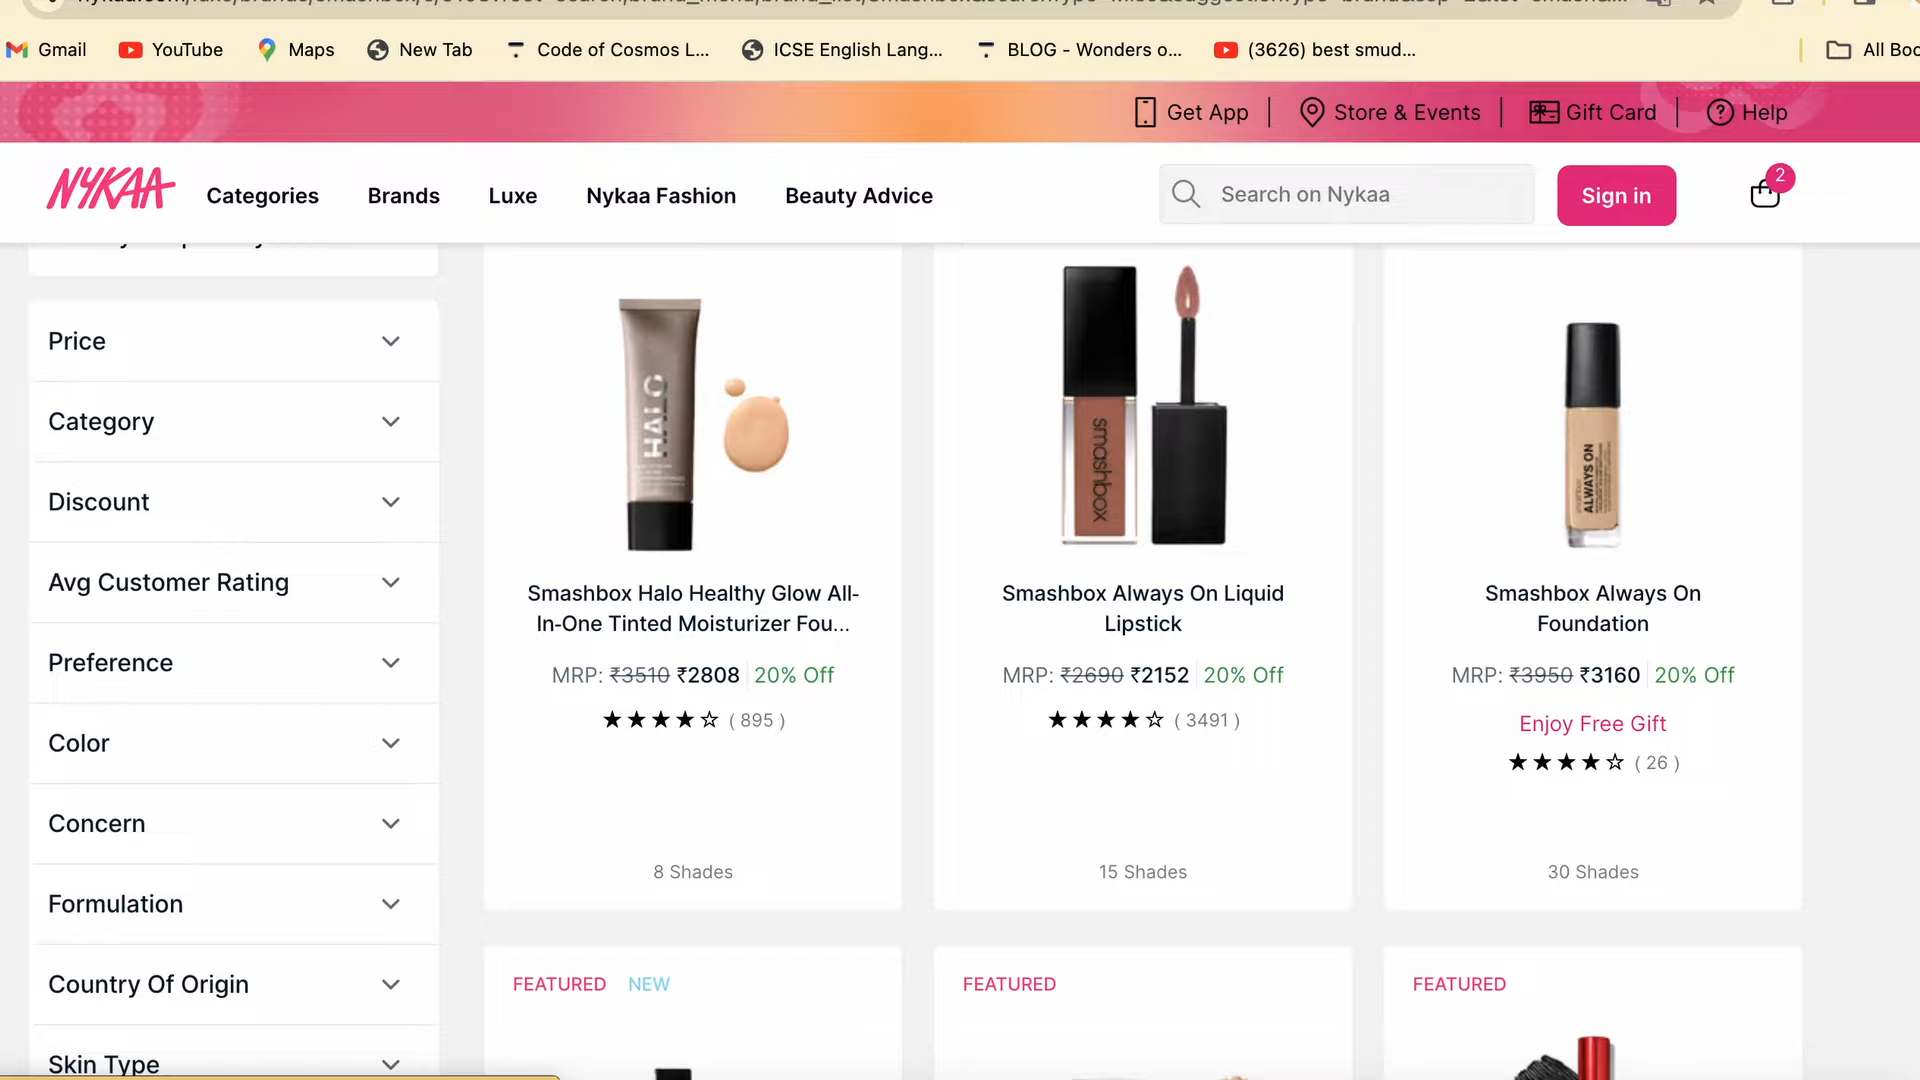 Gmail YouTube Maps New Tab Code of Cosmos L... ICSE English Lang... BLOG - Wonders o... (3626) best smud... All Boo
Get App Store & Events Gift Card Help
NYKAA Categories Brands Luxe Nykaa Fashion Beauty Advice Search on Nykaa Sign in 2
Price
Category
Discount
Avg Customer Rating
Preference
Color
Concern
Formulation
Country Of Origin
Skin Type
HALO
Smashbox Halo Healthy Glow All-
In-One Tinted Moisturizer Fou...
MRP: ₹3510 ₹2808 20% Off
( 895 )
8 Shades
smashbox
Smashbox Always On Liquid
Lipstick
MRP: ₹2690 ₹2152 20% Off
( 3491 )
15 Shades
smashbox
ALWAYS ON
Smashbox Always On
Foundation
MRP: ₹3950 ₹3160 20% Off
Enjoy Free Gift
( 26 )
30 Shades
FEATURED NEW
FEATURED
FEATURED